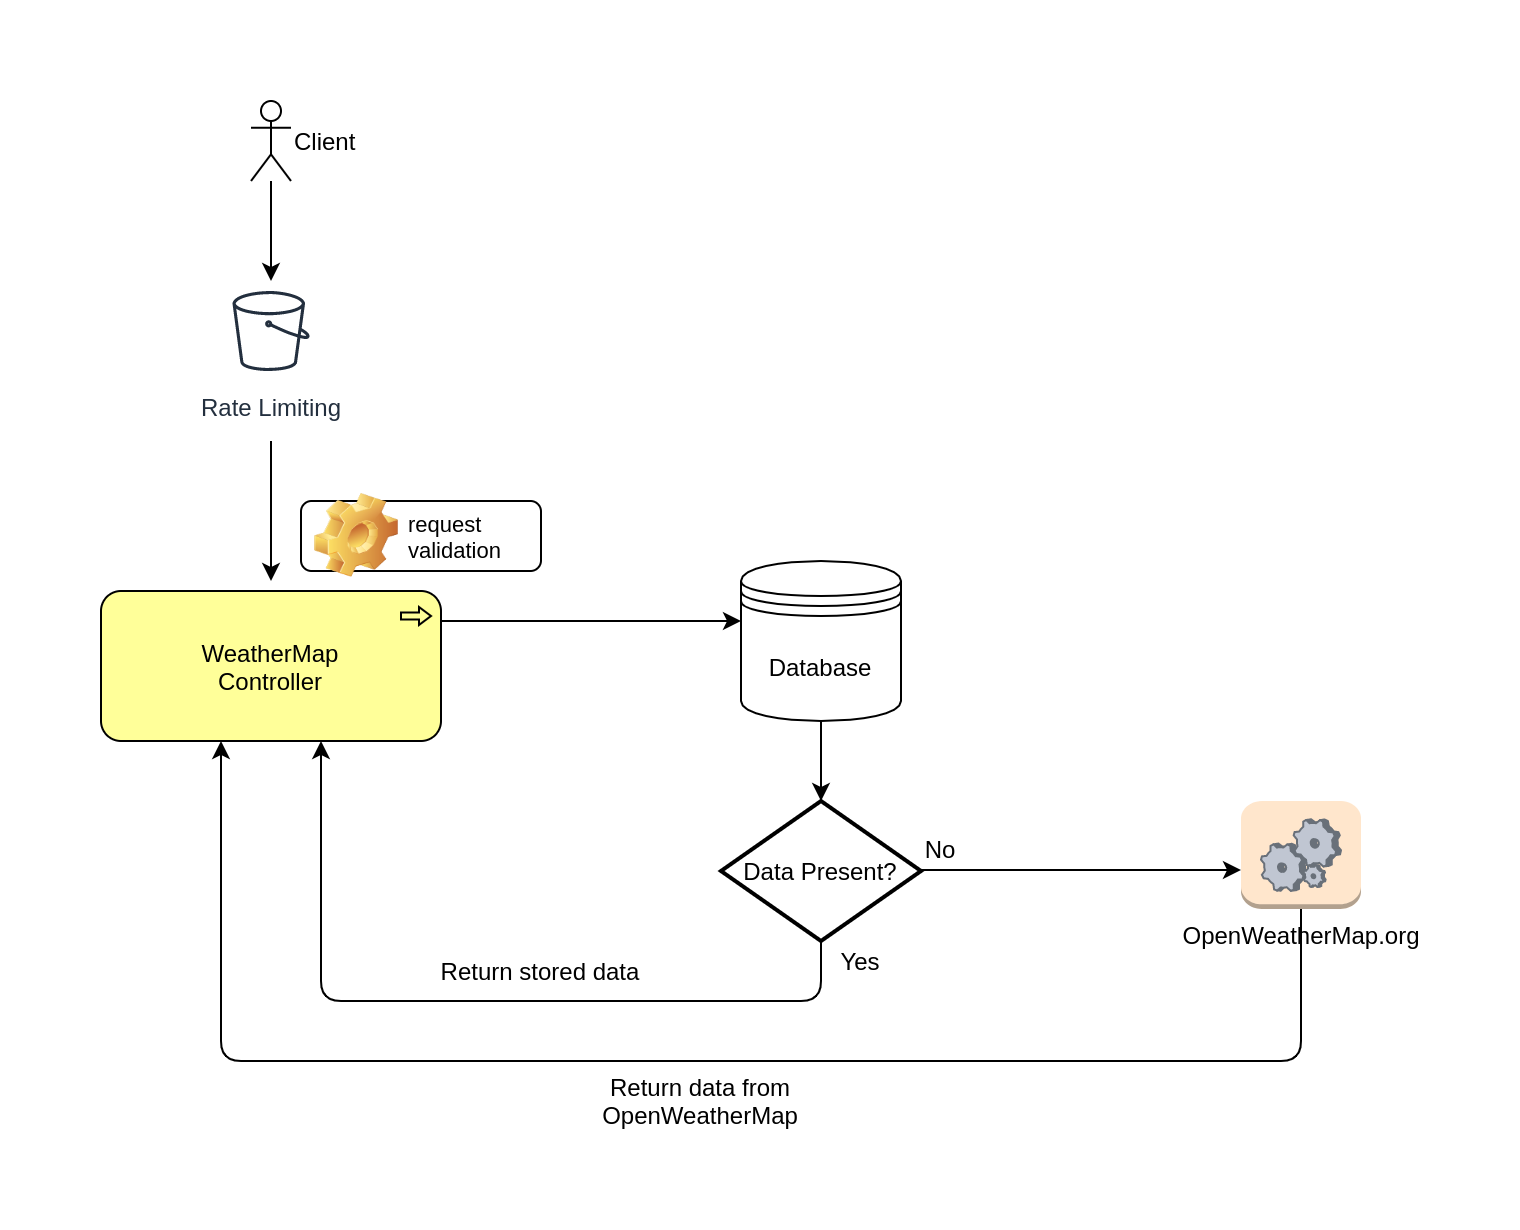 Client
Rate Limiting
request
validation
WeatherMap
Controller
Database
Data Present?
No
OpenWeatherMap.org
Yes
Return stored data
Return data from
OpenWeatherMap